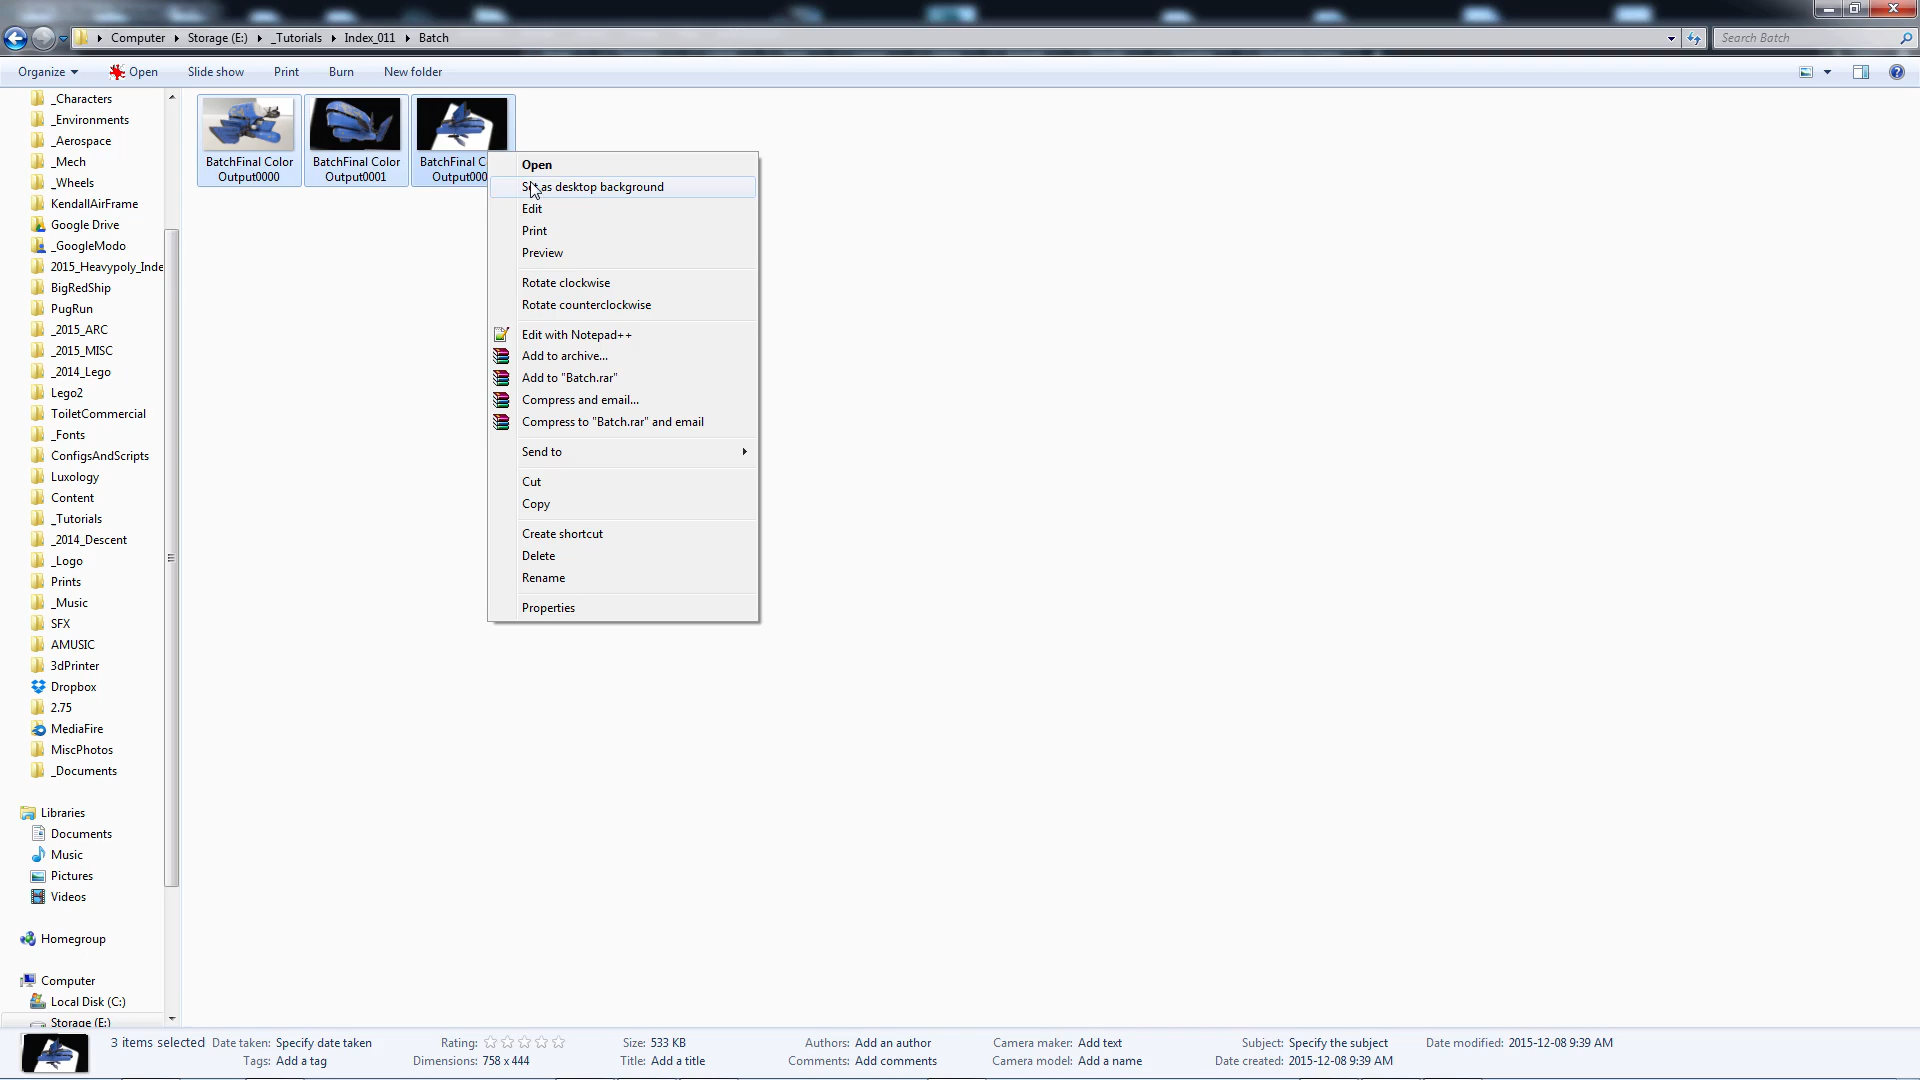 Computer Storage (E:) _Tutorials Index_011 Batch
Search Batch
Organize Open Slide show Print Burn New folder
_Characters
_Environments
_Aerospace
_Mech
_Wheels
KendallAirFrame
Google Drive
_GoogleModo
2015_Heavypoly_Inde
BigRedShip
PugRun
_2015_ARC
_2015_MISC
_2014_Lego
Lego2
ToiletCommercial
_Fonts
ConfigsAndScripts
Luxology
Content
_Tutorials
_2014_Descent
_Logo
Prints
_Music
SFX
AMUSIC
3dPrinter
Dropbox
2.75
MediaFire
MiscPhotos
_Documents
Libraries
Documents
Music
Pictures
Videos
Homegroup
Computer
Local Disk (C:)
Storage (E:)
BatchFinal Color
Output0000
BatchFinal Color
Output0001
BatchFinal C
Output000
Open
Set as desktop background
Edit
Print
Preview
Rotate clockwise
Rotate counterclockwise
Edit with Notepad++
Add to archive...
Add to "Batch.rar"
Compress and email...
Compress to "Batch.rar" and email
Send to
Cut
Copy
Create shortcut
Delete
Rename
Properties
3 items selected Date taken: Specify date taken Rating: Size: 533 KB Authors: Add an author Camera maker: Add text Subject: Specify the subject Date modified: 2015-12-08 9:39 AM
Tags: Add a tag Dimensions: 758 x 444 Title: Add a title Comments: Add comments Camera model: Add a name Date created: 2015-12-08 9:39 AM